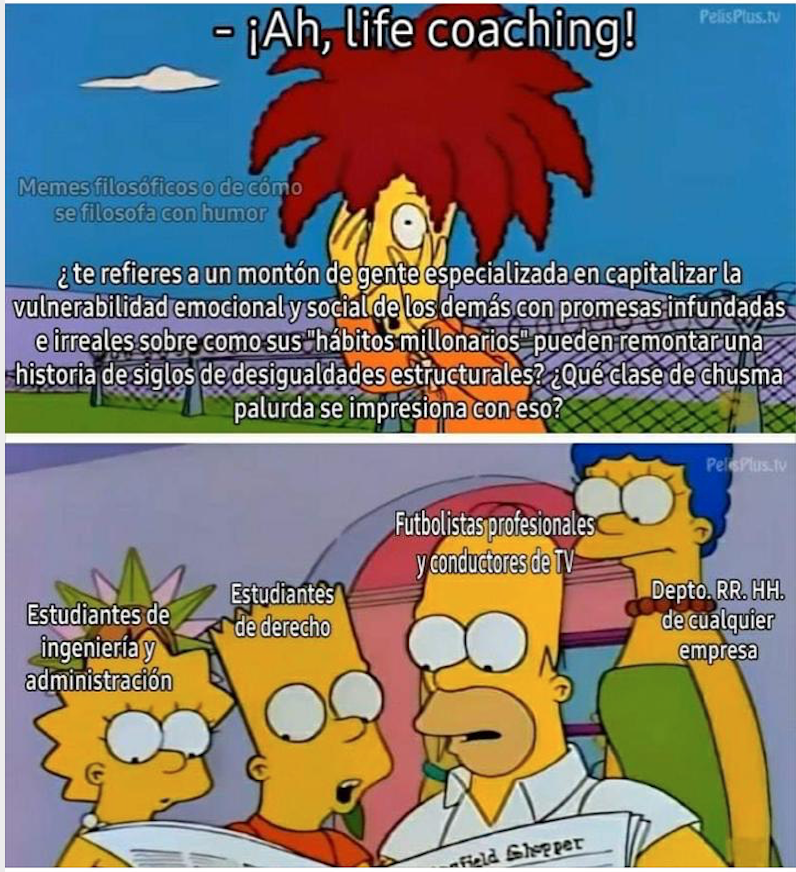 - ¡Ah, life coaching!
PelisPlus.tv
Memes filosóficos o de cómo
se filosofa con humor
¿ te refieres a un montón de gente especializada en capitalizar la
vulnerabilidad emocional y social de los demás con promesas infundadas
e irreales sobre como sus "hábitos millonarios" pueden remontar una
historia de siglos de desigualdades estructurales? ¿Qué clase de chusma
palurda se impresiona con eso?
PelisPlus.tv
Futbolistas profesionales
y conductores de TV
Estudiantes
de derecho
Depto. RR. HH.
de cualquier
empresa
Estudiantes de
ingeniería y
administración
field Shopper